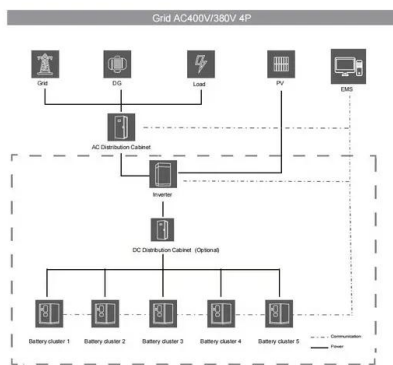 Grid AC400V/380V 4P
Grid
DG
Load
PV
EMS
AC Distribution Cabinet
Inverter
DC Distribution Cabinet (Optional)
Battery cluster 1
Battery cluster 2
Battery cluster 3
Battery cluster 4
Battery cluster 5
Communication
Power